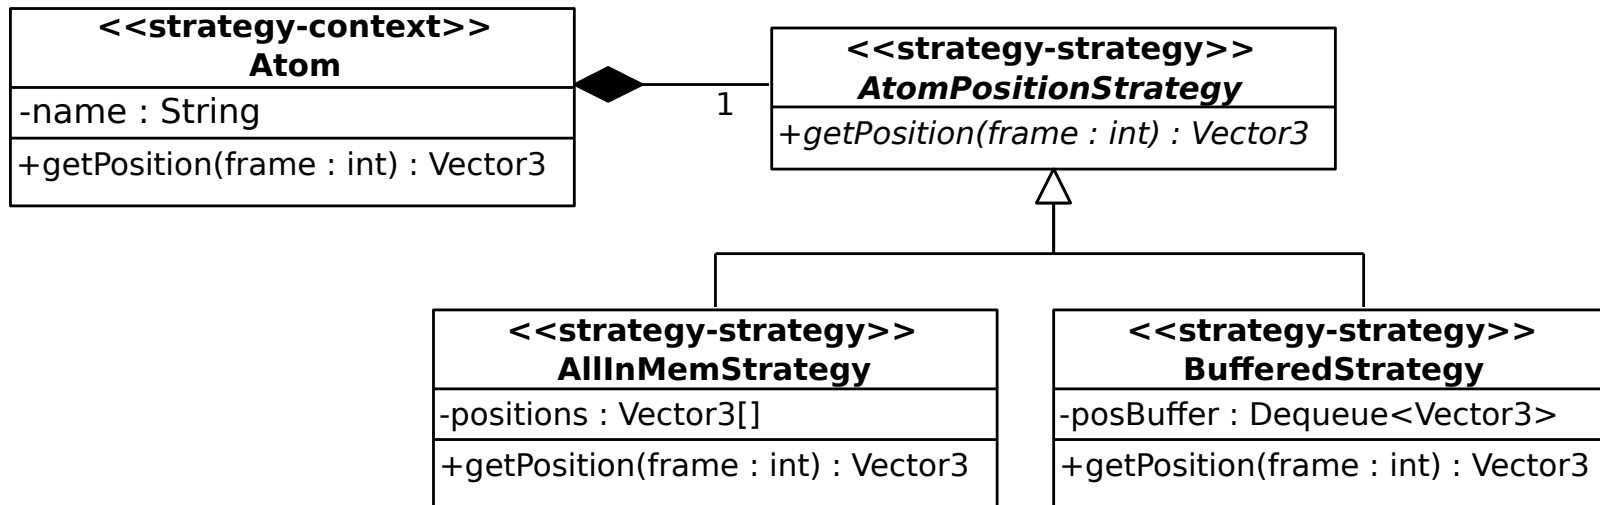 <<strategy-context>>
Atom
-name : String
+getPosition(frame : int) : Vector3
1
<<strategy-strategy>>
AtomPositionStrategy
+getPosition(frame : int) : Vector3
<<strategy-strategy>>
AllInMemStrategy
-positions : Vector3[]
+getPosition(frame : int) : Vector3
<<strategy-strategy>>
BufferedStrategy
-posBuffer : Dequeue<Vector3>
+getPosition(frame : int) : Vector3